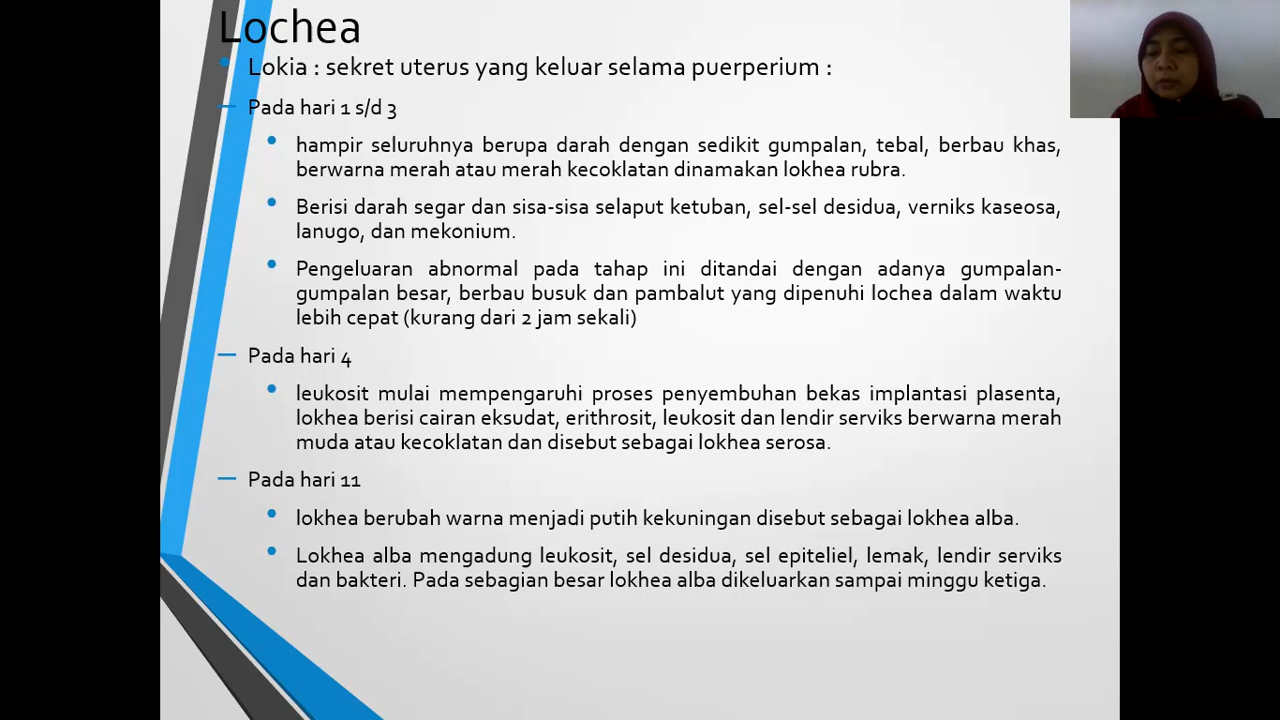 Lochea
Lokia : sekret uterus yang keluar selama puerperium :
Pada hari 1 s/d 3
hampir seluruhnya berupa darah dengan sedikit gumpalan, tebal, berbau khas,
berwarna merah atau merah kecoklatan dinamakan lokhea rubra.
Berisi darah segar dan sisa-sisa selaput ketuban, sel-sel desidua, verniks kaseosa,
lanugo, dan mekonium.
Pengeluaran abnormal pada tahap ini ditandai dengan adanya gumpalan-
gumpalan besar, berbau busuk dan pambalut yang dipenuhi lochea dalam waktu
lebih cepat (kurang dari 2 jam sekali)
Pada hari 4
leukosit mulai mempengaruhi proses penyembuhan bekas implantasi plasenta,
lokhea berisi cairan eksudat, erithrosit, leukosit dan lendir serviks berwarna merah
muda atau kecoklatan dan disebut sebagai lokhea serosa.
Pada hari 11
lokhea berubah warna menjadi putih kekuningan disebut sebagai lokhea alba.
Lokhea alba mengadung leukosit, sel desidua, sel epiteliel, lemak, lendir serviks
dan bakteri. Pada sebagian besar lokhea alba dikeluarkan sampai minggu ketiga.